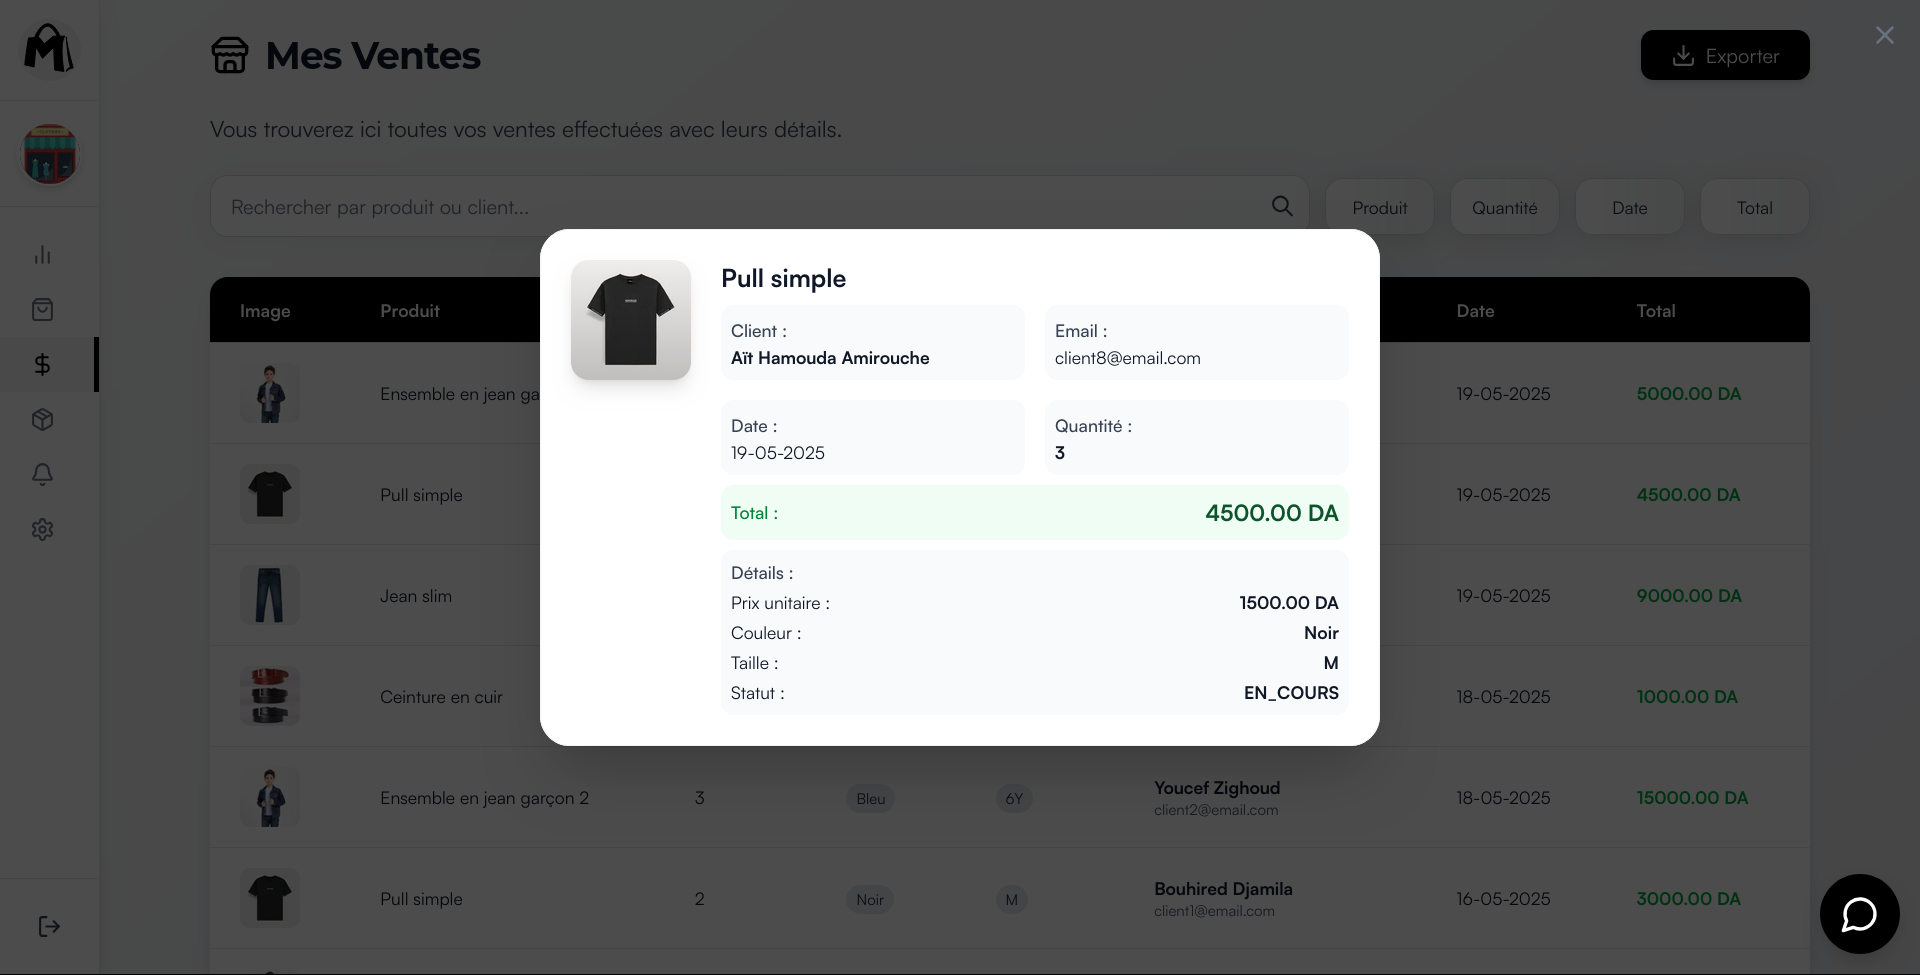 Mes Ventes
Exporter
Vous trouverez ici toutes vos ventes effectuées avec leurs détails.
Rechercher par produit ou client...
Produit
Quantité
Date
Total
Image
Produit
Date
Total
Ensemble en jean ga
19-05-2025
5000.00 DA
Pull simple
19-05-2025
4500.00 DA
Jean slim
19-05-2025
9000.00 DA
Ceinture en cuir
18-05-2025
1000.00 DA
Ensemble en jean garçon 2
3
Bleu
6Y
Youcef Zighoud
client2@email.com
18-05-2025
15000.00 DA
Pull simple
2
Noir
M
Bouhired Djamila
client1@email.com
16-05-2025
3000.00 DA
Pull simple
Client :
Aït Hamouda Amirouche
Email :
client8@email.com
Date :
19-05-2025
Quantité :
3
Total :
4500.00 DA
Détails :
Prix unitaire :
1500.00 DA
Couleur :
Noir
Taille :
M
Statut :
EN_COURS